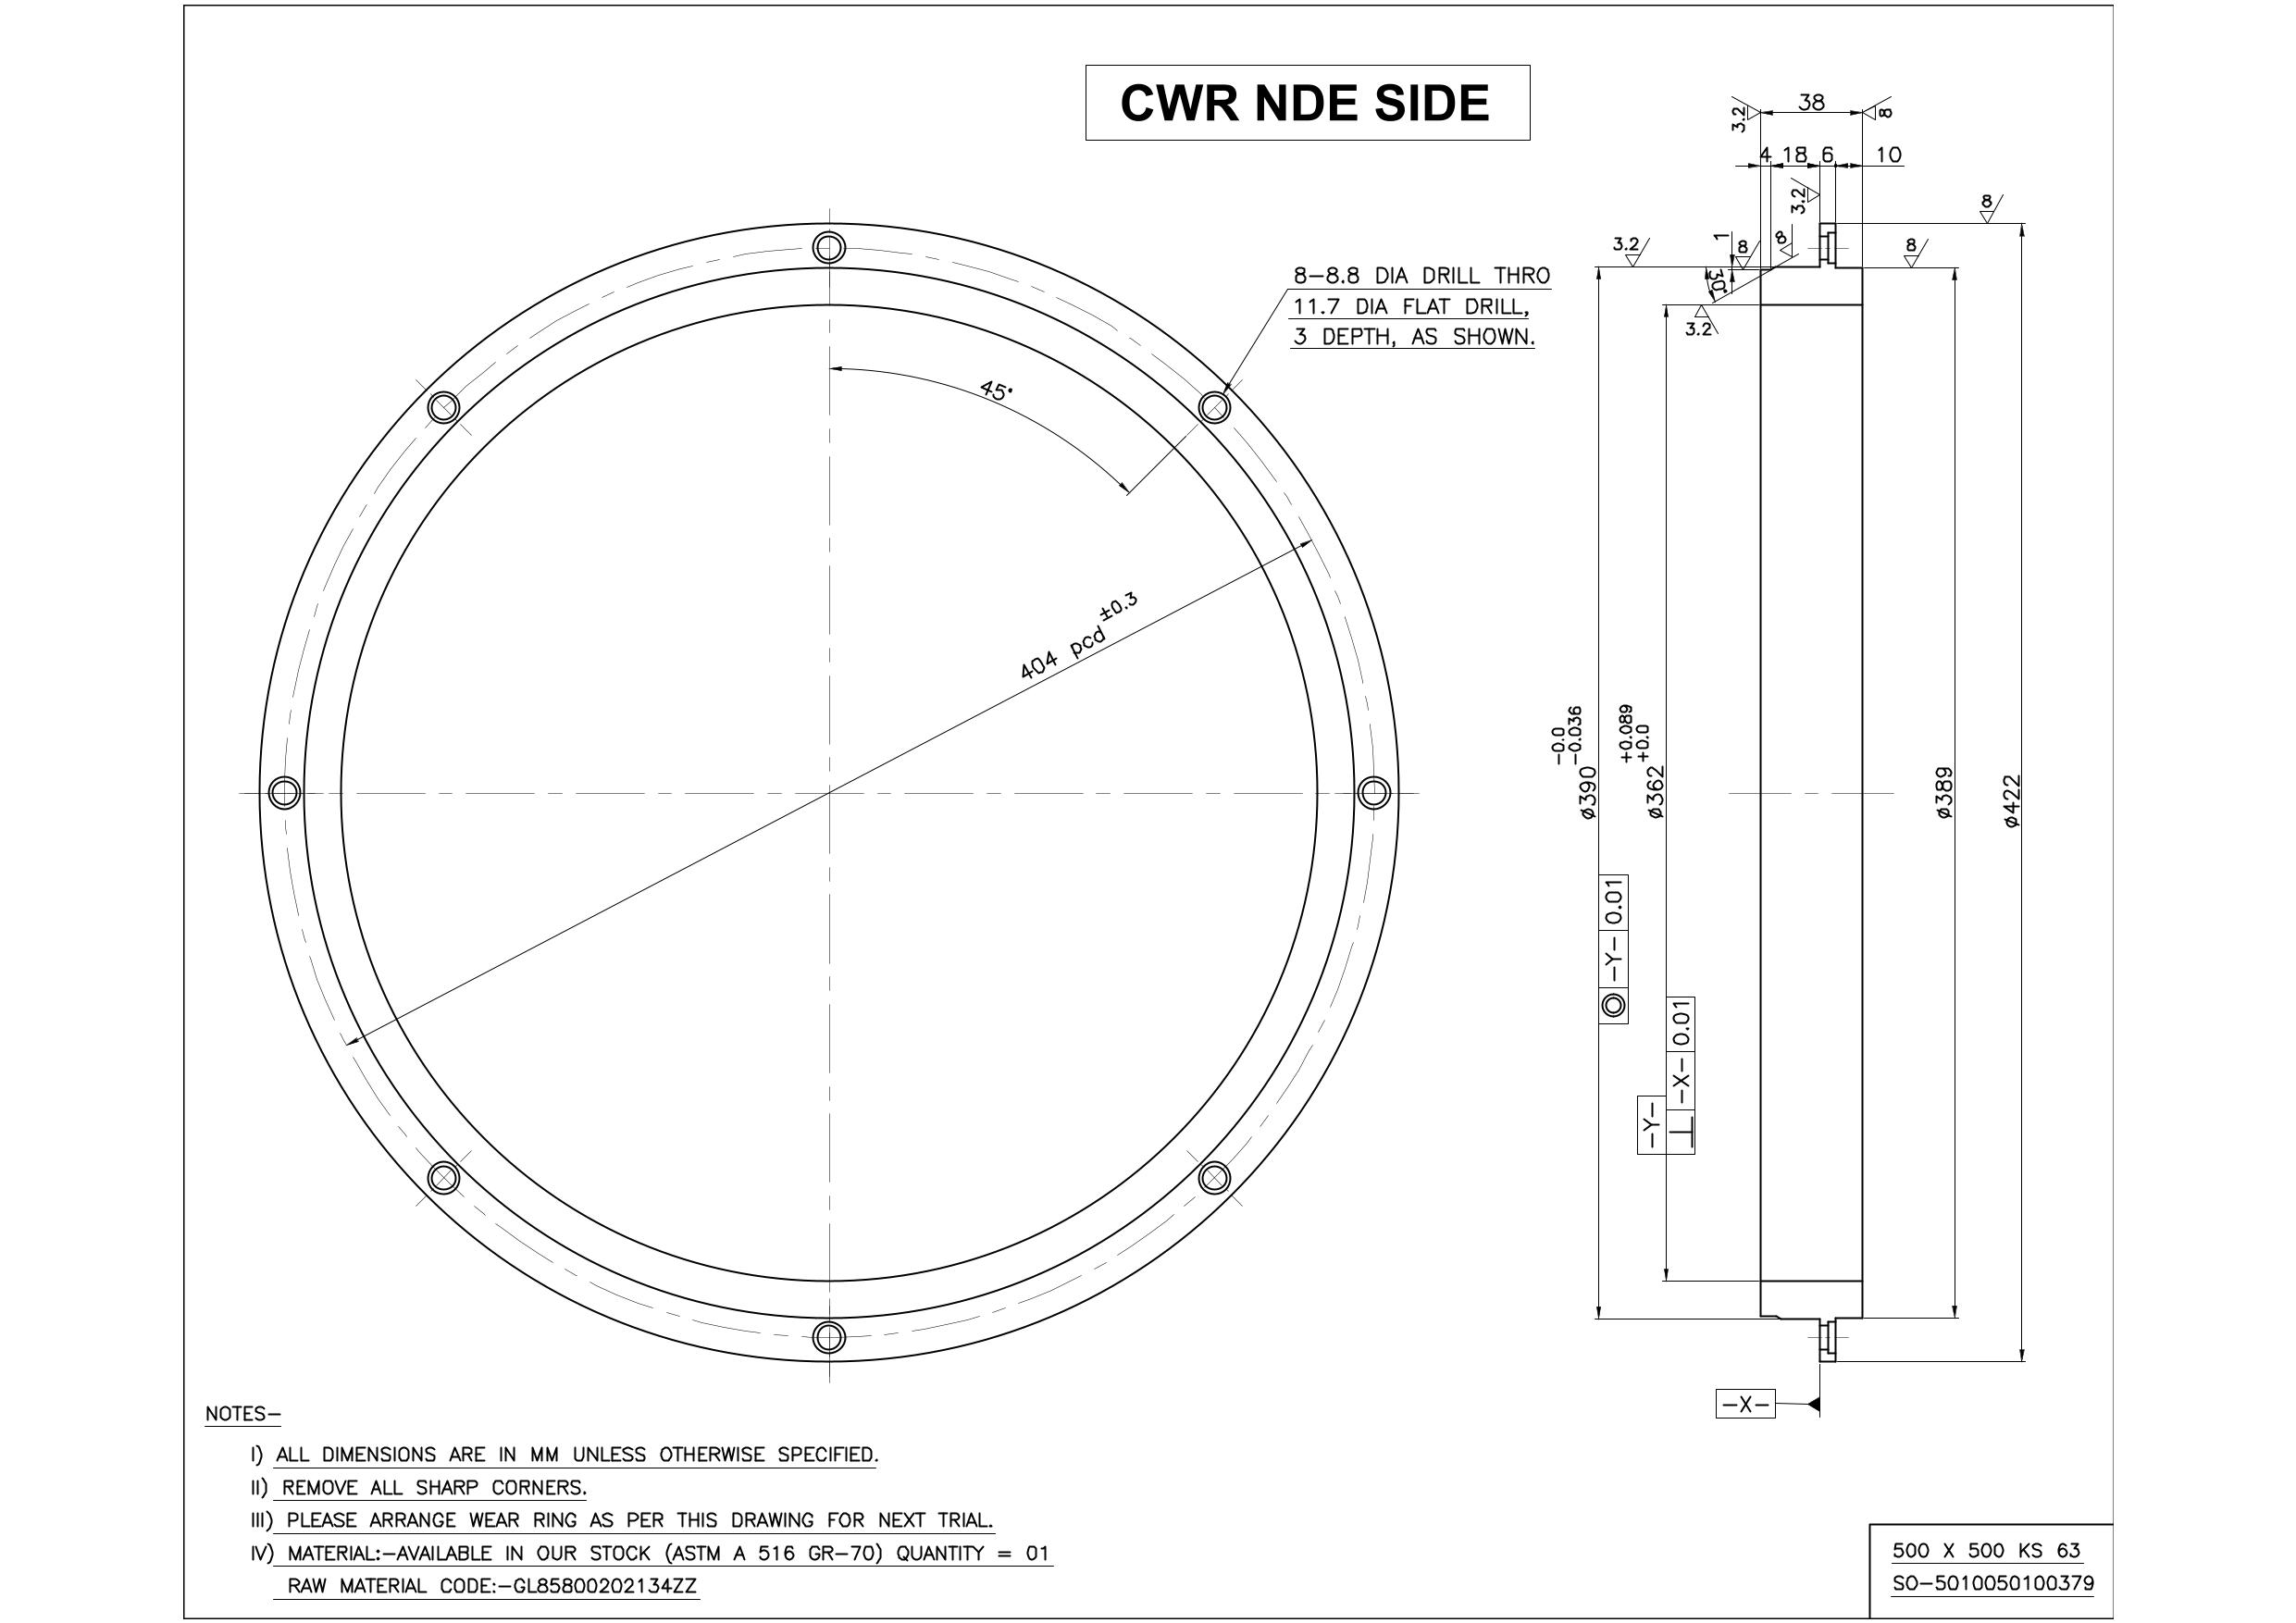 CWR NDE SIDE
38
3.2
8
4 18 6 10
3.2
8
3.2
1
8
8
8
30°
3.2
8-8.8 DIA DRILL THRO
11.7 DIA FLAT DRILL,
3 DEPTH, AS SHOWN.
45°
404 pcd ±0.3
ø390 -0.0 -0.036
ø362 +0.089 +0.0
ø389
ø422
◎ -Y- 0.01
⊥ -X- 0.01
-Y-
-X-
NOTES-
I) ALL DIMENSIONS ARE IN MM UNLESS OTHERWISE SPECIFIED.
II) REMOVE ALL SHARP CORNERS.
III) PLEASE ARRANGE WEAR RING AS PER THIS DRAWING FOR NEXT TRIAL.
IV) MATERIAL:-AVAILABLE IN OUR STOCK (ASTM A 516 GR-70) QUANTITY = 01
RAW MATERIAL CODE:-GL85800202134ZZ
500 X 500 KS 63
SO-5010050100379